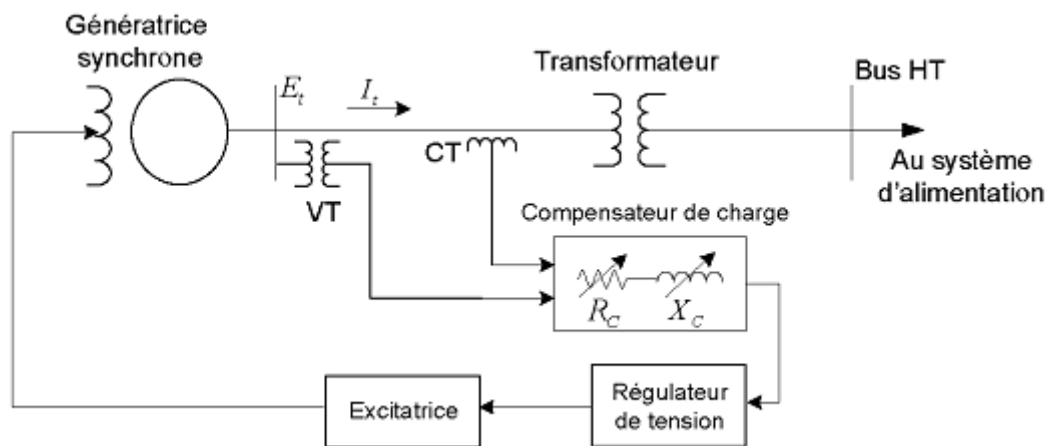 Génératrice
synchrone
E_t
I_t
Transformateur
Bus HT
CT
VT
Au système
d'alimentation
Compensateur de charge
R_C
X_C
Excitatrice
Régulateur
de tension